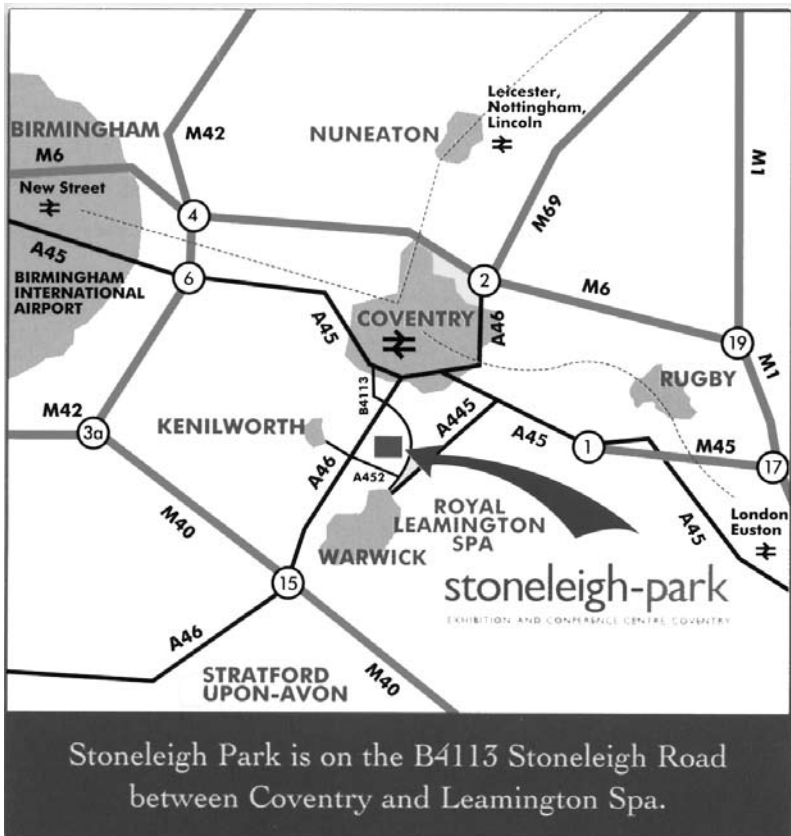 M42
Leicester,
Nottingham,
Lincoln
BIRMINGHAM
NUNEATON
M6
M1
New Street
4
M69
A45
BIRMINGHAM
INTERNATIONAL
AIRPORT
6
2
M6
A45
COVENTRY
A46
19
M1
B4113
RUGBY
M42
3a
KENILWORTH
A445
A45
1
M45
17
A46
A452
M40
ROYAL
LEAMINGTON
SPA
London
Euston
A45
WARWICK
15
stoneleigh-park
EXHIBITION AND CONFERENCE CENTRE, COVENTRY
A46
STRATFORD
UPON-AVON
M40
Stoneleigh Park is on the B4113 Stoneleigh Road
between Coventry and Leamington Spa.